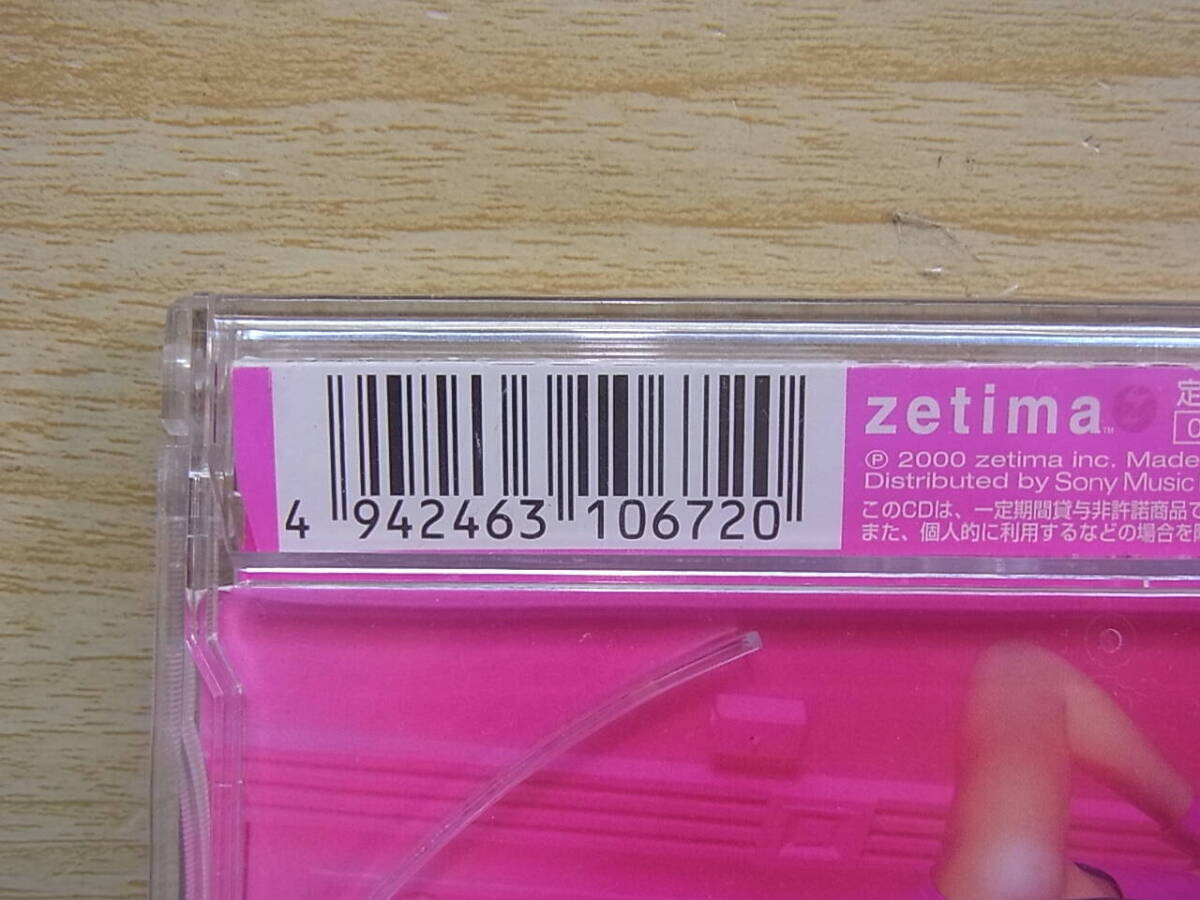 4 942463 106720
zetima™
定
Ⓟ 2000 zetima inc. Made
Distributed by Sony Music
このCDは、一定期間貸与非許諾商品で
また、個人的に利用するなどの場合を